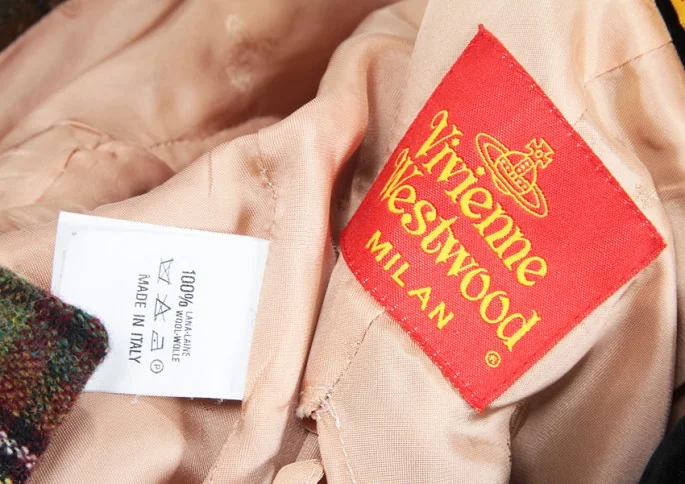 Vivienne
Westwood
MILAN
®
100% LANA-LAINE
WOOL-WOLLE
P
MADE IN ITALY